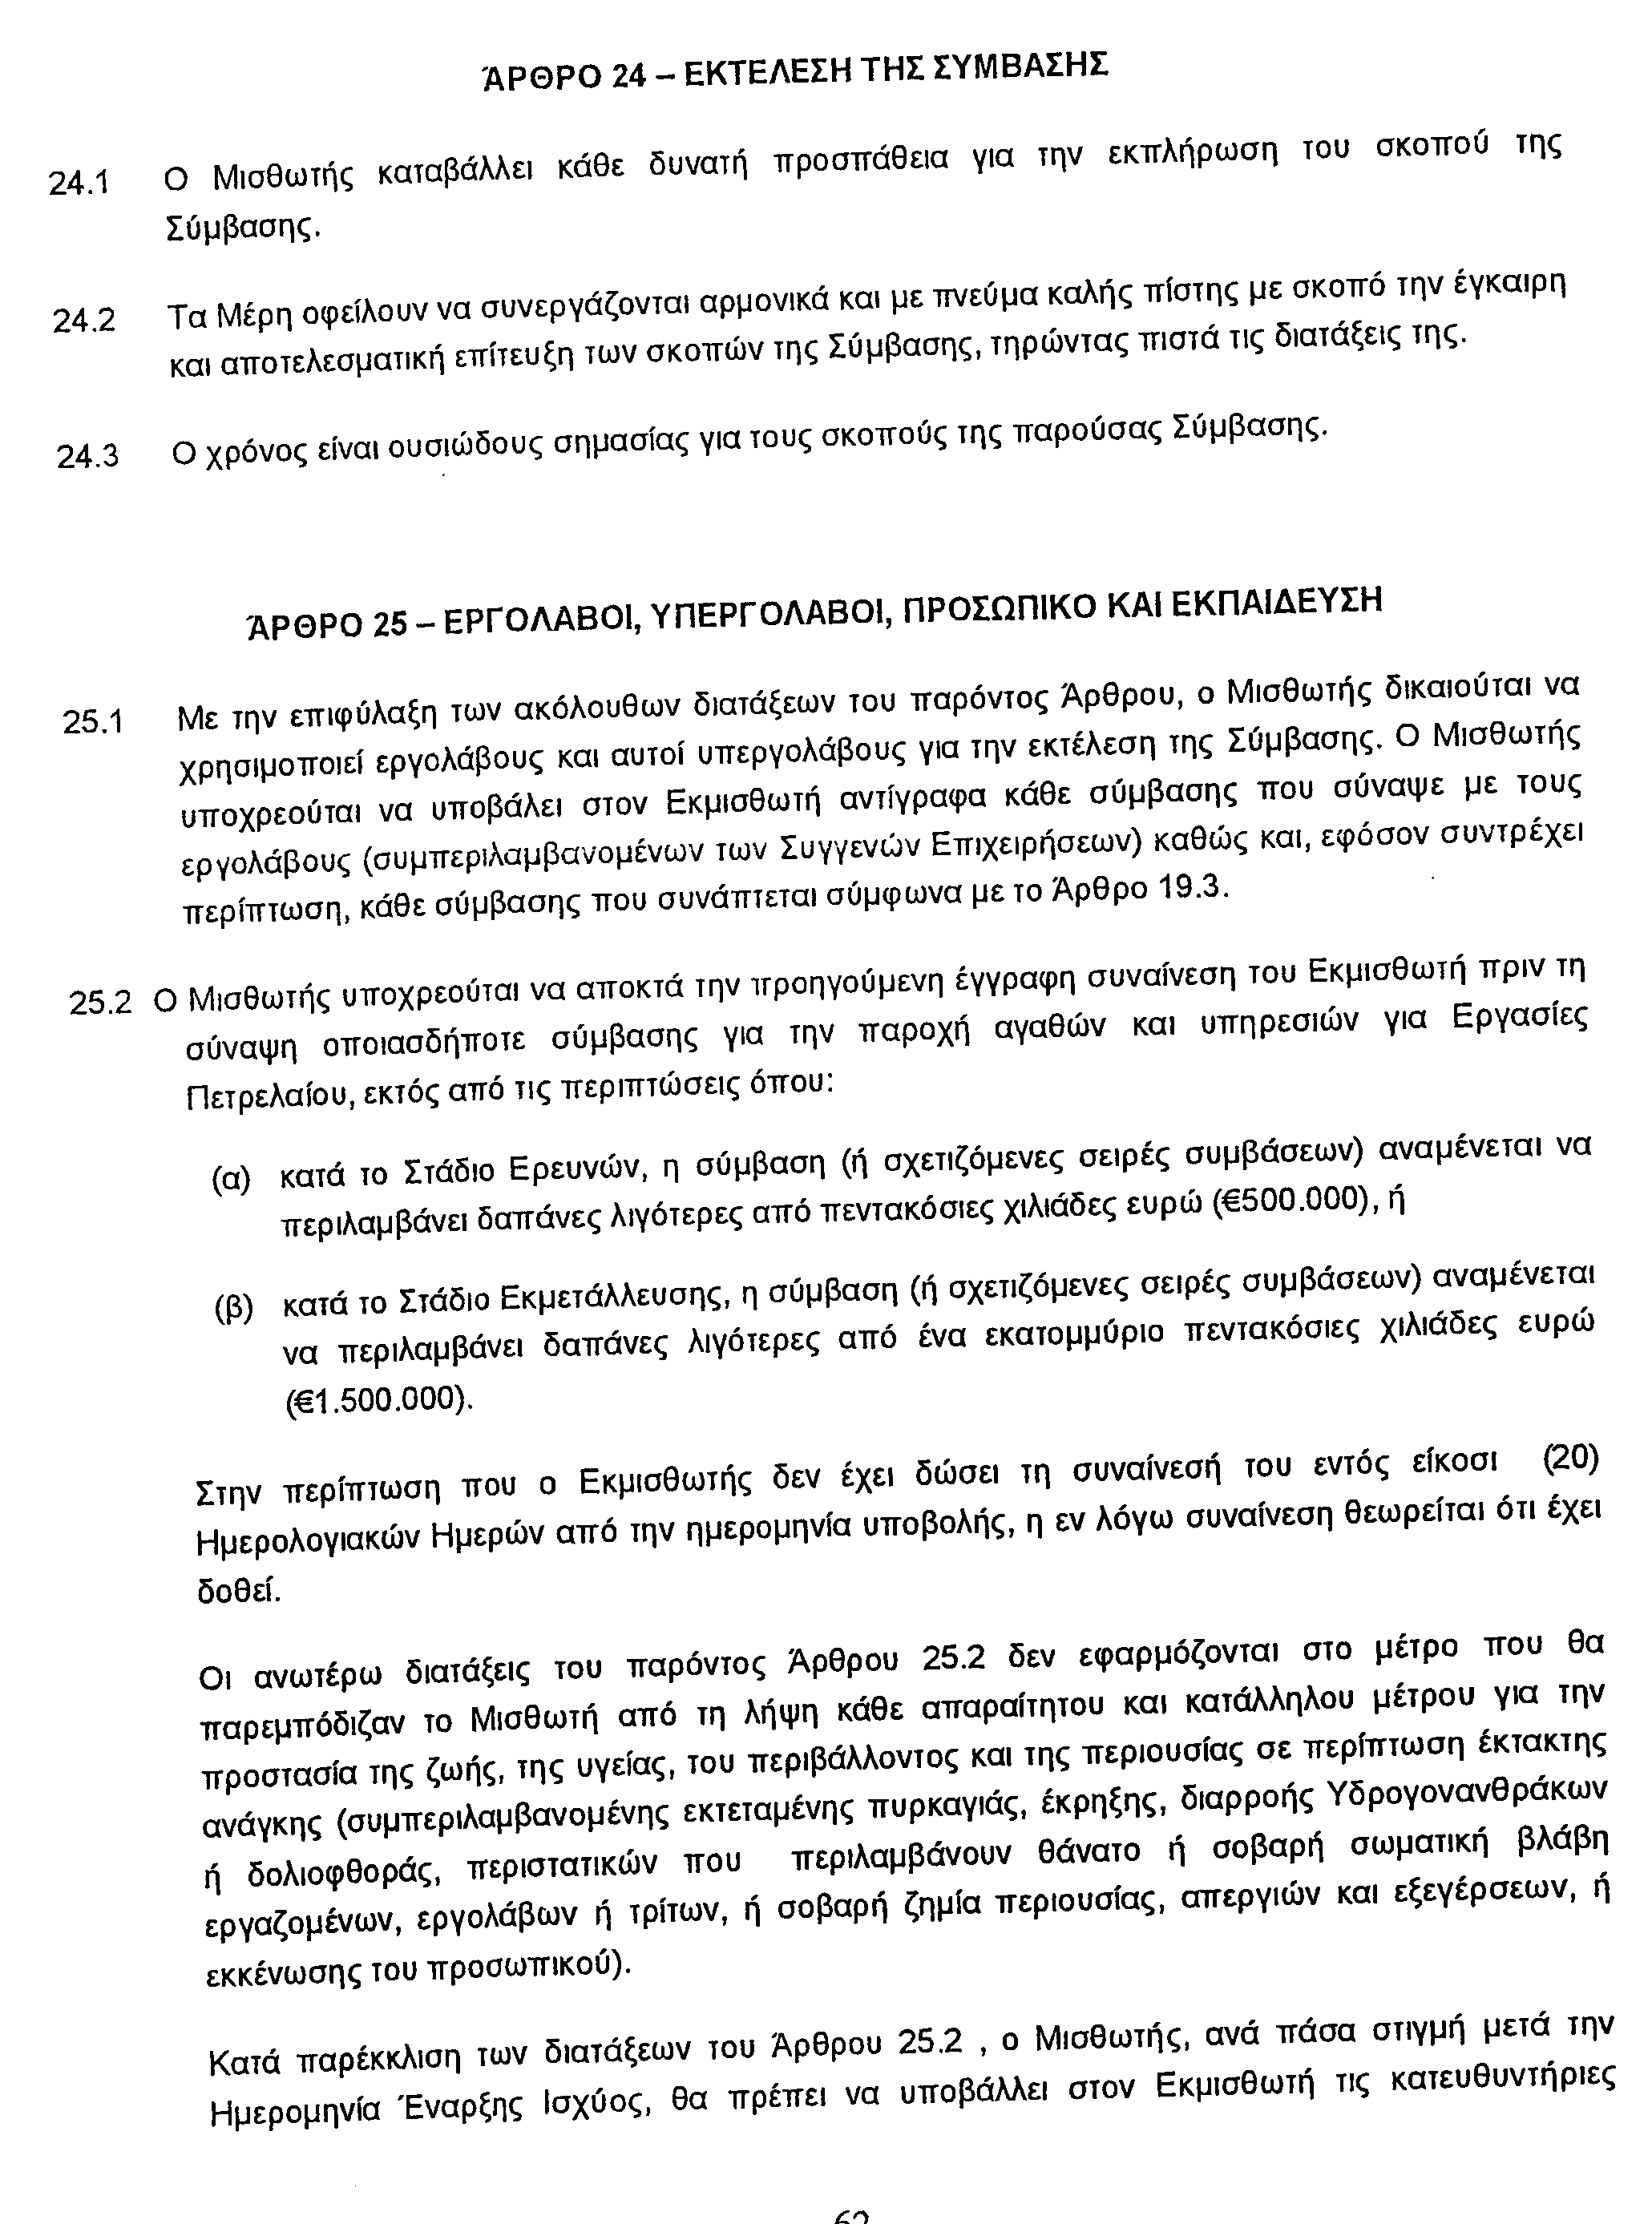 ΆΡΘΡΟ 24 – ΕΚΤΕΛΕΣΗ ΤΗΣ ΣΥΜΒΑΣΗΣ
24.1 Ο Μισθωτής καταβάλλει κάθε δυνατή προσπάθεια για την εκπλήρωση του σκοπού της
Σύμβασης.
24.2 Τα Μέρη οφείλουν να συνεργάζονται αρμονικά και με πνεύμα καλής πίστης με σκοπό την έγκαιρη
και αποτελεσματική επίτευξη των σκοπών της Σύμβασης, τηρώντας πιστά τις διατάξεις της.
24.3 Ο χρόνος είναι ουσιώδους σημασίας για τους σκοπούς της παρούσας Σύμβασης.
ΆΡΘΡΟ 25 – ΕΡΓΟΛΑΒΟΙ, ΥΠΕΡΓΟΛΑΒΟΙ, ΠΡΟΣΩΠΙΚΟ ΚΑΙ ΕΚΠΑΙΔΕΥΣΗ
25.1 Με την επιφύλαξη των ακόλουθων διατάξεων του παρόντος Άρθρου, ο Μισθωτής δικαιούται να
χρησιμοποιεί εργολάβους και αυτοί υπεργολάβους για την εκτέλεση της Σύμβασης. Ο Μισθωτής
υποχρεούται να υποβάλει στον Εκμισθωτή αντίγραφα κάθε σύμβασης που σύναψε με τους
εργολάβους (συμπεριλαμβανομένων των Συγγενών Επιχειρήσεων) καθώς και, εφόσον συντρέχει
περίπτωση, κάθε σύμβασης που συνάπτεται σύμφωνα με το Άρθρο 19.3.
25.2 Ο Μισθωτής υποχρεούται να αποκτά την προηγούμενη έγγραφη συναίνεση του Εκμισθωτή πριν τη
σύναψη οποιασδήποτε σύμβασης για την παροχή αγαθών και υπηρεσιών για Εργασίες
Πετρελαίου, εκτός από τις περιπτώσεις όπου:
(α) κατά το Στάδιο Ερευνών, η σύμβαση (ή σχετιζόμενες σειρές συμβάσεων) αναμένεται να
περιλαμβάνει δαπάνες λιγότερες από πεντακόσιες χιλιάδες ευρώ (€500.000), ή
(β) κατά το Στάδιο Εκμετάλλευσης, η σύμβαση (ή σχετιζόμενες σειρές συμβάσεων) αναμένεται
να περιλαμβάνει δαπάνες λιγότερες από ένα εκατομμύριο πεντακόσιες χιλιάδες ευρώ
(€1.500.000).
Στην περίπτωση που ο Εκμισθωτής δεν έχει δώσει τη συναίνεσή του εντός είκοσι (20)
Ημερολογιακών Ημερών από την ημερομηνία υποβολής, η εν λόγω συναίνεση θεωρείται ότι έχει
δοθεί.
Οι ανωτέρω διατάξεις του παρόντος Άρθρου 25.2 δεν εφαρμόζονται στο μέτρο που θα
παρεμπόδιζαν το Μισθωτή από τη λήψη κάθε απαραίτητου και κατάλληλου μέτρου για την
προστασία της ζωής, της υγείας, του περιβάλλοντος και της περιουσίας σε περίπτωση έκτακτης
ανάγκης (συμπεριλαμβανομένης εκτεταμένης πυρκαγιάς, έκρηξης, διαρροής Υδρογονανθράκων
ή δολιοφθοράς, περιστατικών που περιλαμβάνουν θάνατο ή σοβαρή σωματική βλάβη
εργαζομένων, εργολάβων ή τρίτων, ή σοβαρή ζημία περιουσίας, απεργιών και εξεγέρσεων, ή
εκκένωσης του προσωπικού).
Κατά παρέκκλιση των διατάξεων του Άρθρου 25.2 , ο Μισθωτής, ανά πάσα στιγμή μετά την
Ημερομηνία Έναρξης Ισχύος, θα πρέπει να υποβάλλει στον Εκμισθωτή τις κατευθυντήριες